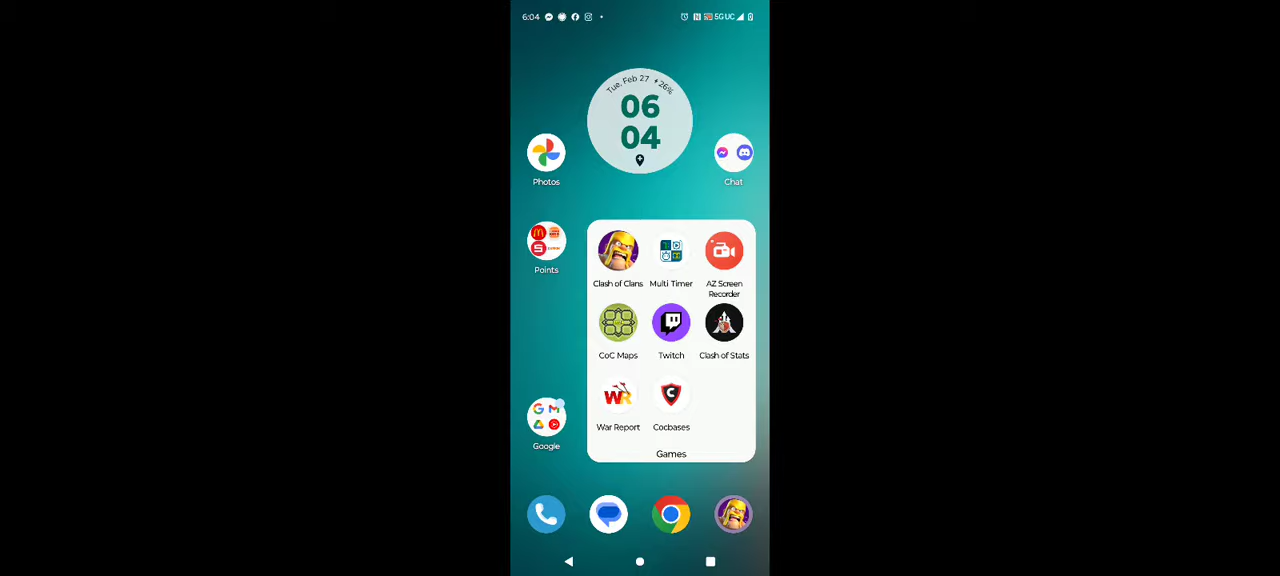 6:04
5G UC
Tue, Feb 27 26%
06
04
Photos
Chat
Points
Clash of Clans
Multi Timer
AZ Screen
Recorder
CoC Maps
Twitch
Clash of Stats
War Report
Cocbases
Google
Games